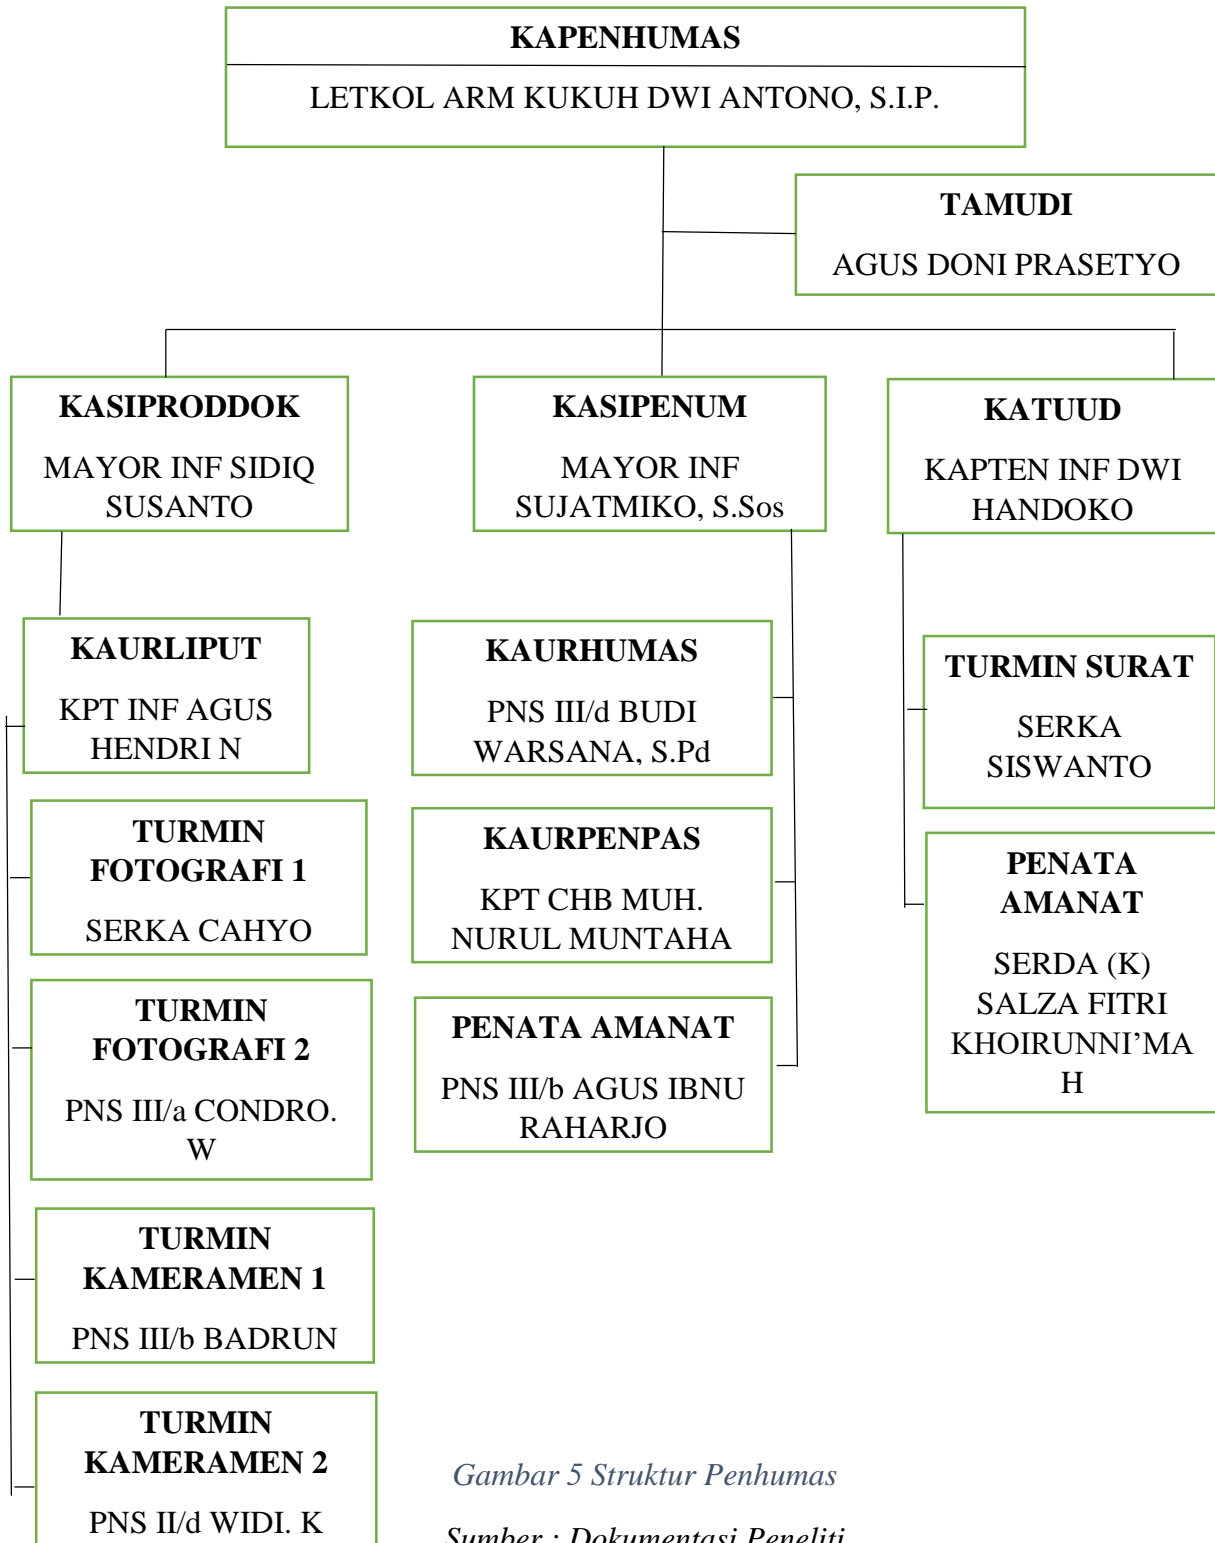 KAPENHUMAS
LETKOL ARM KUKUH DWI ANTONO, S.I.P.
TAMUDI
AGUS DONI PRASETYO
KASIPRODDOK
MAYOR INF SIDIQ
SUSANTO
KASIPENUM
MAYOR INF
SUJATMIKO, S.Sos
KATUUD
KAPTEN INF DWI
HANDOKO
KAURLIPUT
KPT INF AGUS
HENDRI N
TURMIN
FOTOGRAFI 1
SERKA CAHYO
TURMIN
FOTOGRAFI 2
PNS III/a CONDRO.
W
TURMIN
KAMERAMEN 1
PNS III/b BADRUN
TURMIN
KAMERAMEN 2
PNS II/d WIDI. K
KAURHUMAS
PNS III/d BUDI
WARSANA, S.Pd
KAURPENPAS
KPT CHB MUH.
NURUL MUNTAHA
PENATA AMANAT
PNS III/b AGUS IBNU
RAHARJO
TURMIN SURAT
SERKA
SISWANTO
PENATA
AMANAT
SERDA (K)
SALZA FITRI
KHOIRUNNI’MA
H
Gambar 5 Struktur Penhumas
Sumber : Dokumentasi Peneliti